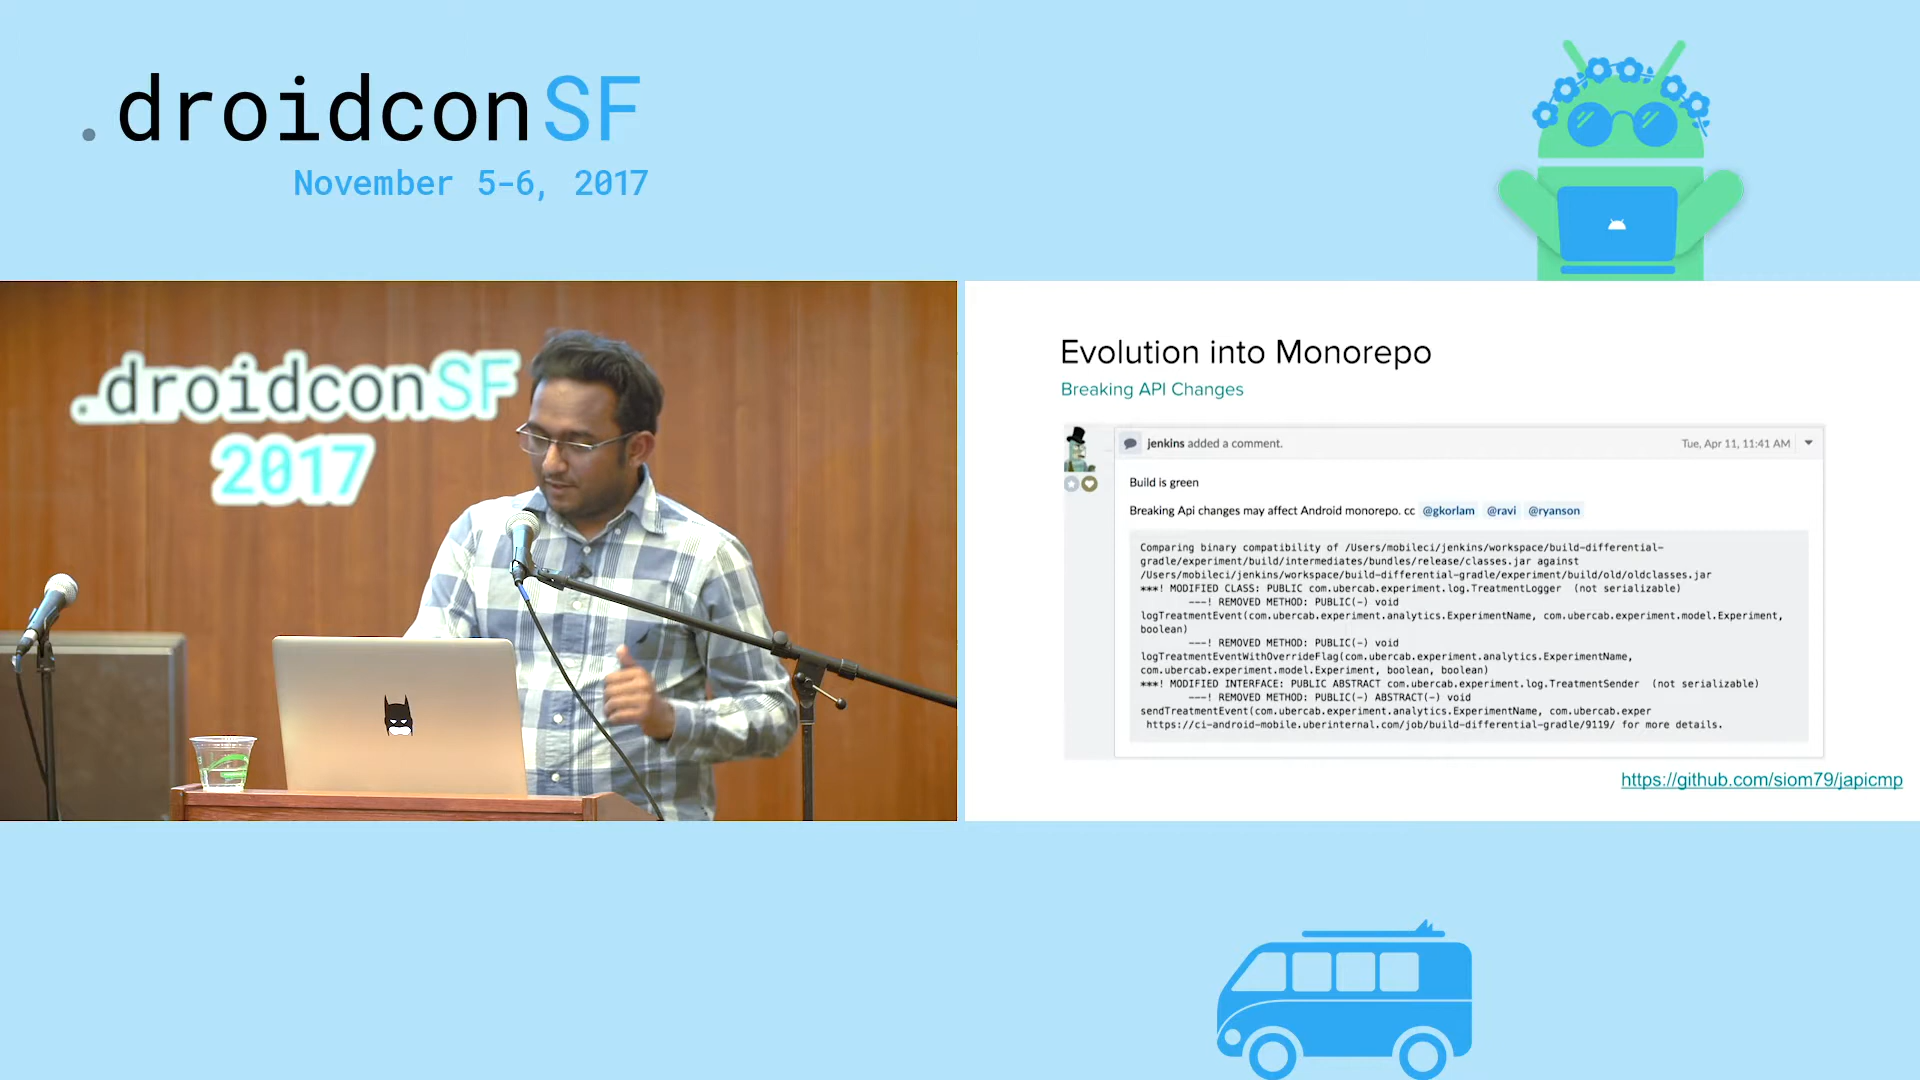 .droidconSF
November 5-6, 2017
.droidconSF
2017
Evolution into Monorepo
Breaking API Changes
jenkins added a comment.
Tue, Apr 11, 11:41 AM
Build is green
Breaking Api changes may affect Android monorepo. cc @gkorlam @ravi @ryanson
Comparing binary compatibility of /Users/mobileci/jenkins/workspace/build-differential-
gradle/experiment/build/intermediates/bundles/release/classes.jar against
/Users/mobileci/jenkins/workspace/build-differential-gradle/experiment/build/old/oldclasses.jar
***! MODIFIED CLASS: PUBLIC com.ubercab.experiment.log.TreatmentLogger (not serializable)
---! REMOVED METHOD: PUBLIC(-) void
logTreatmentEvent(com.ubercab.experiment.analytics.ExperimentName, com.ubercab.experiment.model.Experiment,
boolean)
---! REMOVED METHOD: PUBLIC(-) void
logTreatmentEventWithOverrideFlag(com.ubercab.experiment.analytics.ExperimentName,
com.ubercab.experiment.model.Experiment, boolean, boolean)
***! MODIFIED INTERFACE: PUBLIC ABSTRACT com.ubercab.experiment.log.TreatmentSender (not serializable)
---! REMOVED METHOD: PUBLIC(-) ABSTRACT(-) void
sendTreatmentEvent(com.ubercab.experiment.analytics.ExperimentName, com.ubercab.exper
https://ci-android-mobile.uberinternal.com/job/build-differential-gradle/9119/ for more details.
https://github.com/siom79/japicmp